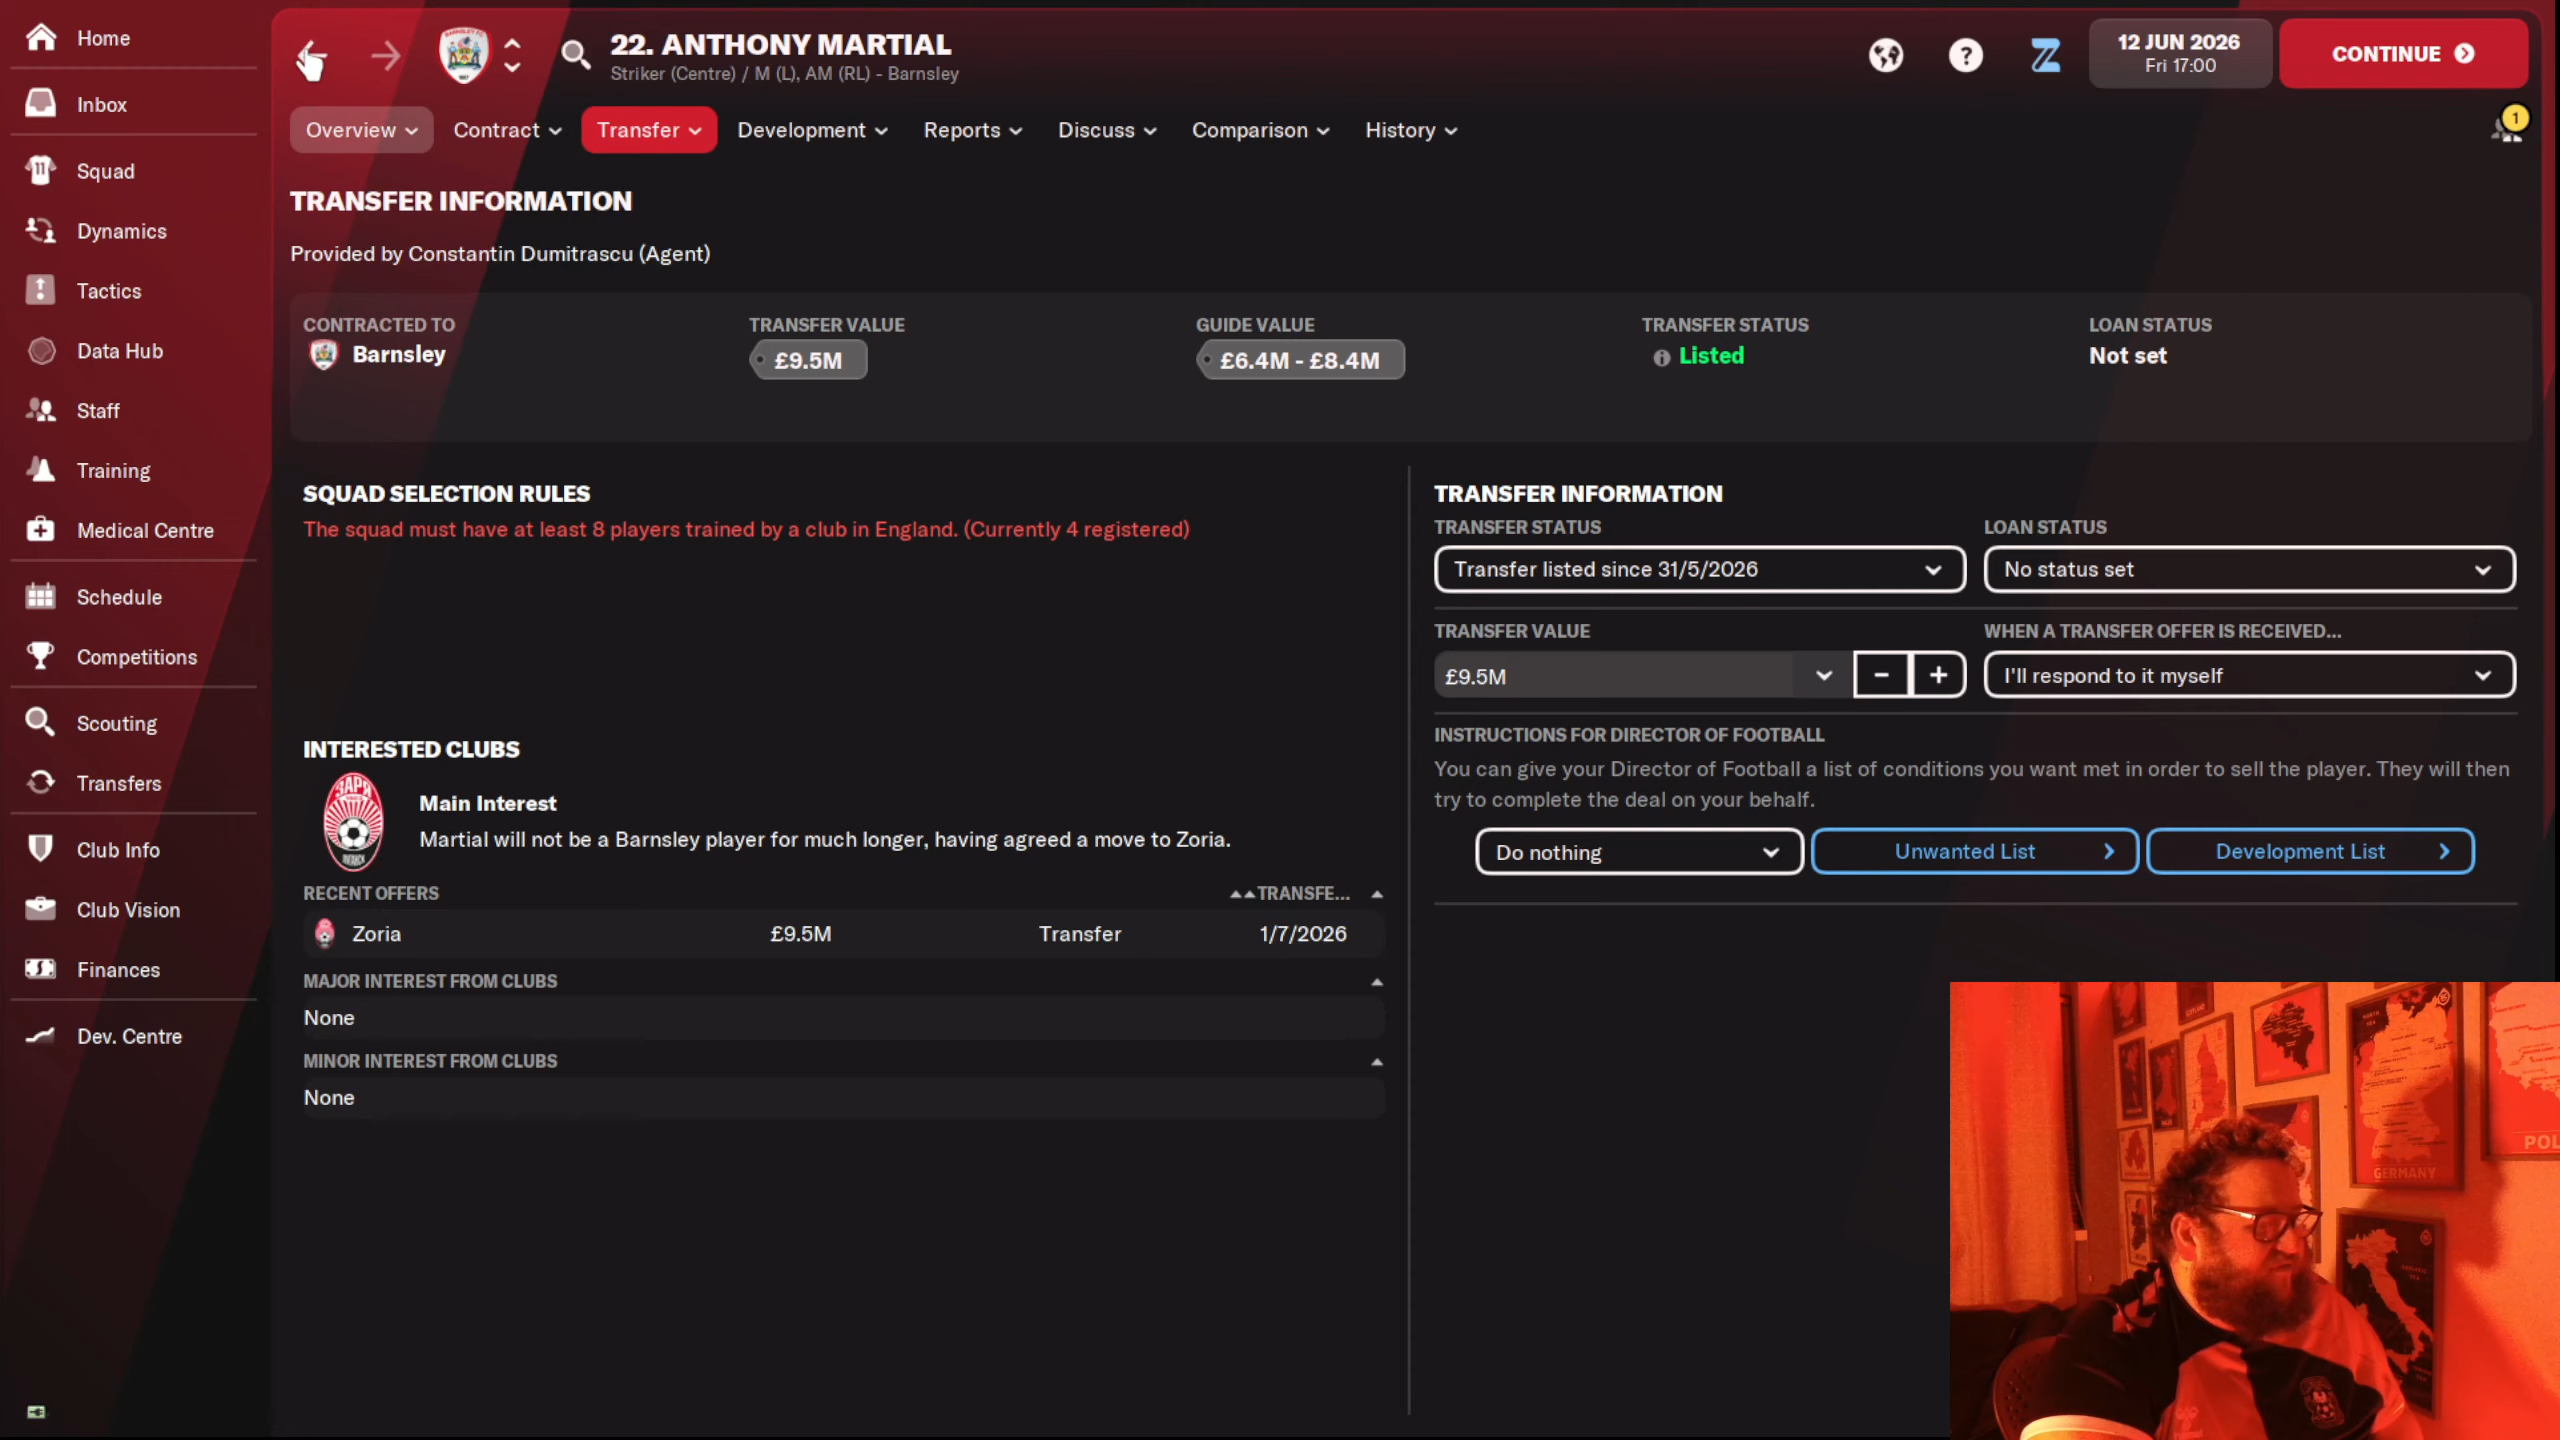 Home
Inbox
Squad
Dynamics
Tactics
Data Hub
Staff
Training
Medical Centre
Schedule
Competitions
Scouting
Transfers
Club Info
Club Vision
Finances
Dev. Centre
22. ANTHONY MARTIAL
Striker (Centre) / M (L), AM (RL) - Barnsley
12 JUN 2026
Fri 17:00
CONTINUE
Overview Contract Transfer Development Reports Discuss Comparison History
1
TRANSFER INFORMATION
Provided by Constantin Dumitrascu (Agent)
CONTRACTED TO
Barnsley
TRANSFER VALUE
£9.5M
GUIDE VALUE
£6.4M - £8.4M
TRANSFER STATUS
Listed
LOAN STATUS
Not set
SQUAD SELECTION RULES
The squad must have at least 8 players trained by a club in England. (Currently 4 registered)
INTERESTED CLUBS
ЗАРЯ
Main Interest
Martial will not be a Barnsley player for much longer, having agreed a move to Zoria.
RECENT OFFERS TRANSFE...
Zoria £9.5M Transfer 1/7/2026
MAJOR INTEREST FROM CLUBS
None
MINOR INTEREST FROM CLUBS
None
TRANSFER INFORMATION
TRANSFER STATUS
Transfer listed since 31/5/2026
LOAN STATUS
No status set
TRANSFER VALUE
£9.5M - +
WHEN A TRANSFER OFFER IS RECEIVED...
I'll respond to it myself
INSTRUCTIONS FOR DIRECTOR OF FOOTBALL
You can give your Director of Football a list of conditions you want met in order to sell the player. They will then
try to complete the deal on your behalf.
Do nothing
Unwanted List
Development List
GERMANY
POL